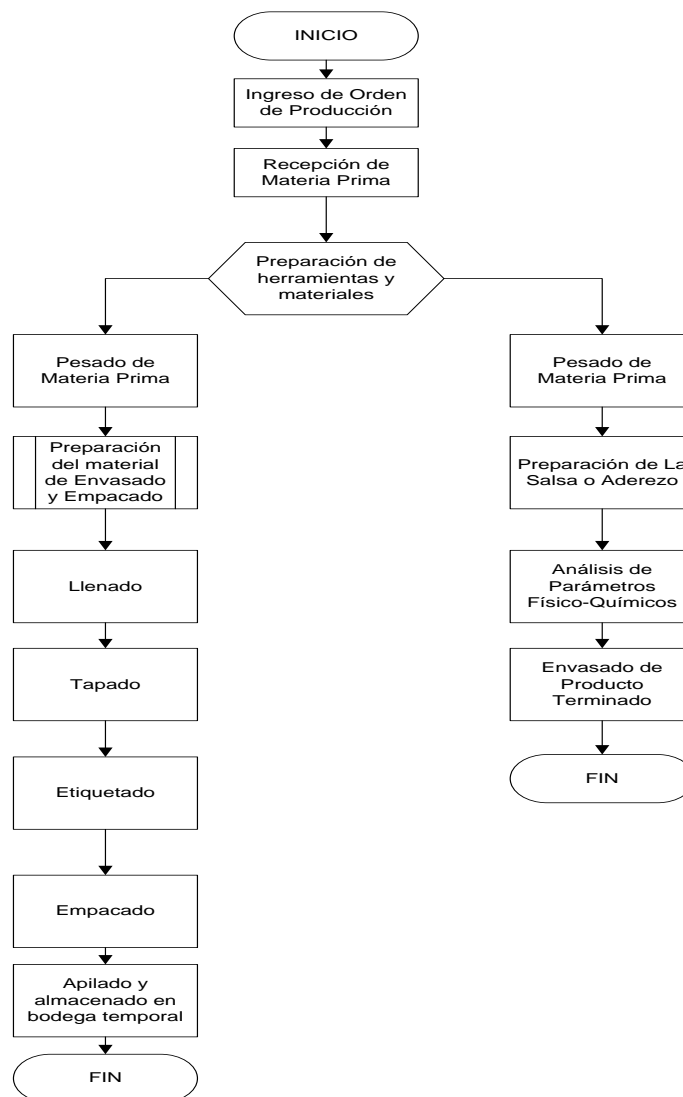 INICIO
Ingreso de Orden
de Producción
Recepción de
Materia Prima
Preparación de
herramientas y
materiales
Pesado de
Materia Prima
Preparación
del material
de Envasado
y Empacado
Llenado
Tapado
Etiquetado
Empacado
Apilado y
almacenado en
bodega temporal
FIN
Pesado de
Materia Prima
Preparación de La
Salsa o Aderezo
Análisis de
Parámetros
Físico-Químicos
Envasado de
Producto
Terminado
FIN